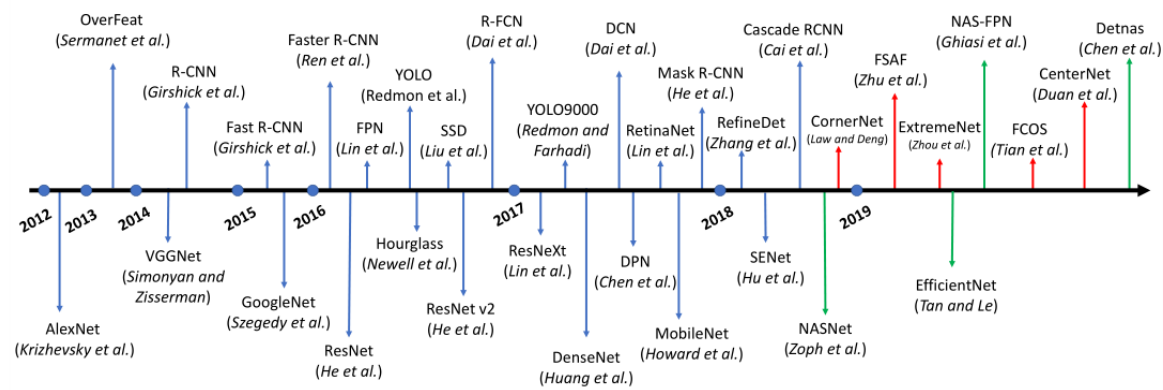 OverFeat
(Sermanet et al.)
R-CNN
(Girshick et al.)
Fast R-CNN
(Girshick et al.)
Faster R-CNN
(Ren et al.)
FPN
(Lin et al.)
YOLO
(Redmon et al.)
SSD
(Liu et al.)
R-FCN
(Dai et al.)
YOLO9000
(Redmon and
Farhadi)
DCN
(Dai et al.)
RetinaNet
(Lin et al.)
Mask R-CNN
(He et al.)
RefineDet
(Zhang et al.)
Cascade RCNN
(Cai et al.)
CornerNet
(Law and Deng)
FSAF
(Zhu et al.)
ExtremeNet
(Zhou et al.)
NAS-FPN
(Ghiasi et al.)
FCOS
(Tian et al.)
CenterNet
(Duan et al.)
Detnas
(Chen et al.)
2012
2013
2014
2015
2016
2017
2018
2019
AlexNet
(Krizhevsky et al.)
VGGNet
(Simonyan and
Zisserman)
GoogleNet
(Szegedy et al.)
ResNet
(He et al.)
Hourglass
(Newell et al.)
ResNet v2
(He et al.)
ResNeXt
(Lin et al.)
DenseNet
(Huang et al.)
DPN
(Chen et al.)
MobileNet
(Howard et al.)
SENet
(Hu et al.)
NASNet
(Zoph et al.)
EfficientNet
(Tan and Le)